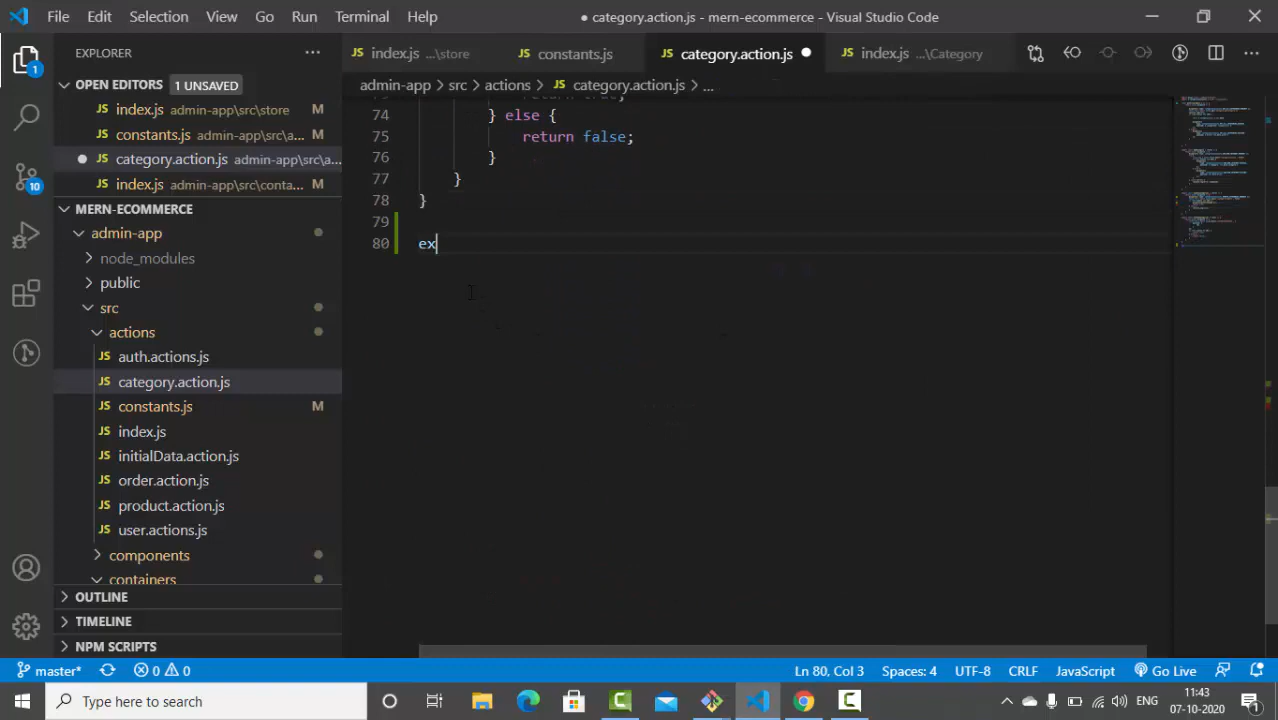 File Edit Selection View Go Run Terminal Help
● category.action.js - mern-ecommerce - Visual Studio Code
EXPLORER
index.js ...\store
constants.js
category.action.js
index.js ...\Category
OPEN EDITORS 1 UNSAVED
index.js admin-app\src\store M
constants.js admin-app\src\a... M
category.action.js admin-app\src\a...
index.js admin-app\src\conta... M
MERN-ECOMMERCE
admin-app
node_modules
public
src
actions
auth.actions.js
category.action.js
constants.js M
index.js
initialData.action.js
order.action.js
product.action.js
user.actions.js
components
containers
OUTLINE
TIMELINE
NPM SCRIPTS
1
10
admin-app > src > actions > JS category.action.js > ...
74 } else {
75 return false;
76 }
77 }
78 }
79
80 ex
master* 0 0
Ln 80, Col 3 Spaces: 4 UTF-8 CRLF JavaScript Go Live
Type here to search
ENG
11:43
07-10-2020
1